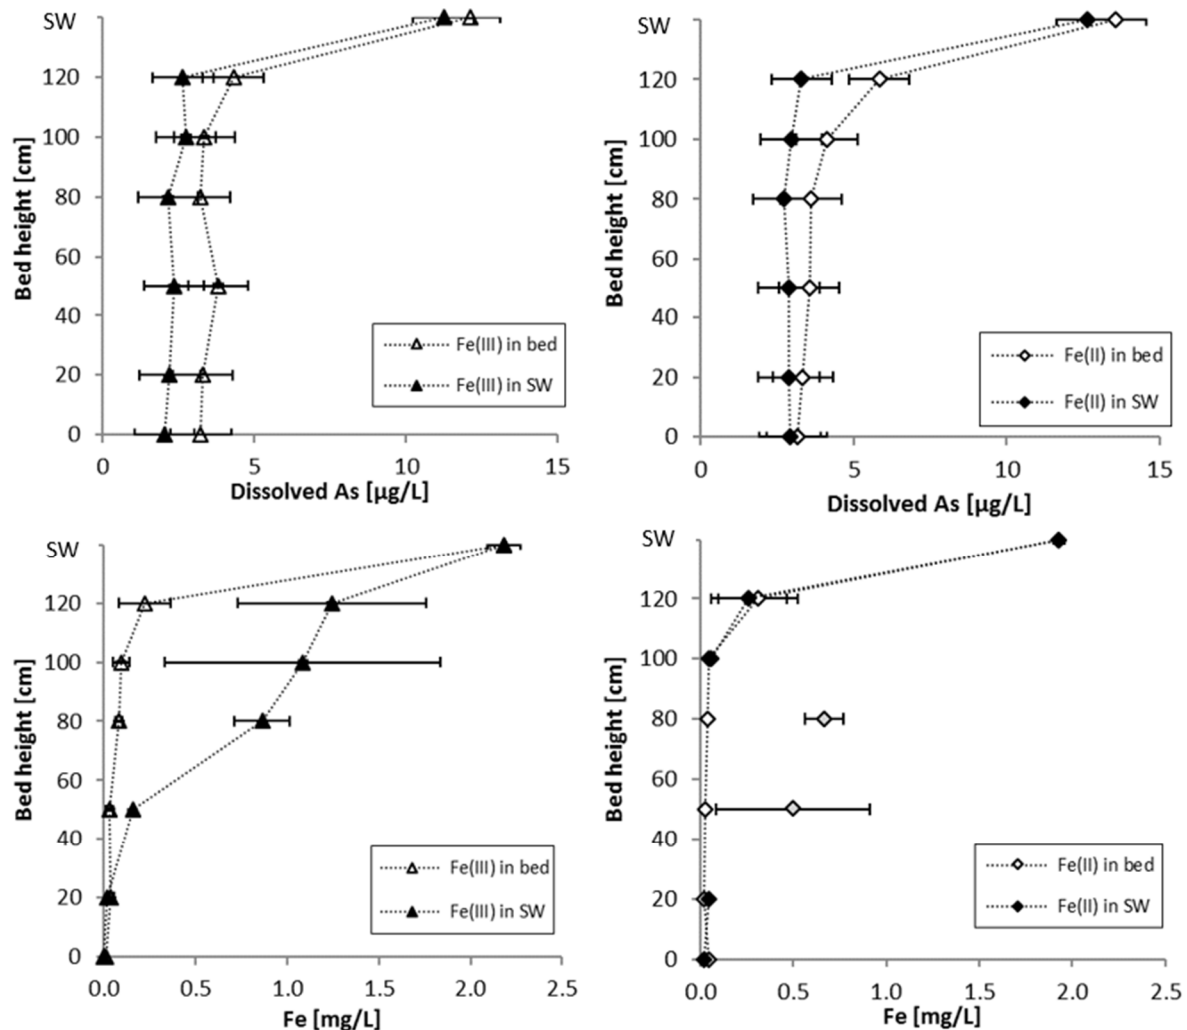 SW
120
100
80
60
40
20
0
Bed height [cm]
Fe(III) in bed
Fe(III) in SW
0 5 10 15
Dissolved As [µg/L]
SW
120
100
80
60
40
20
0
Bed height [cm]
Fe(II) in bed
Fe(II) in SW
0 5 10 15
Dissolved As [µg/L]
SW
120
100
80
60
40
20
0
Bed height [cm]
Fe(III) in bed
Fe(III) in SW
0.0 0.5 1.0 1.5 2.0 2.5
Fe [mg/L]
SW
120
100
80
60
40
20
0
Bed height [cm]
Fe(II) in bed
Fe(II) in SW
0.0 0.5 1.0 1.5 2.0 2.5
Fe [mg/L]